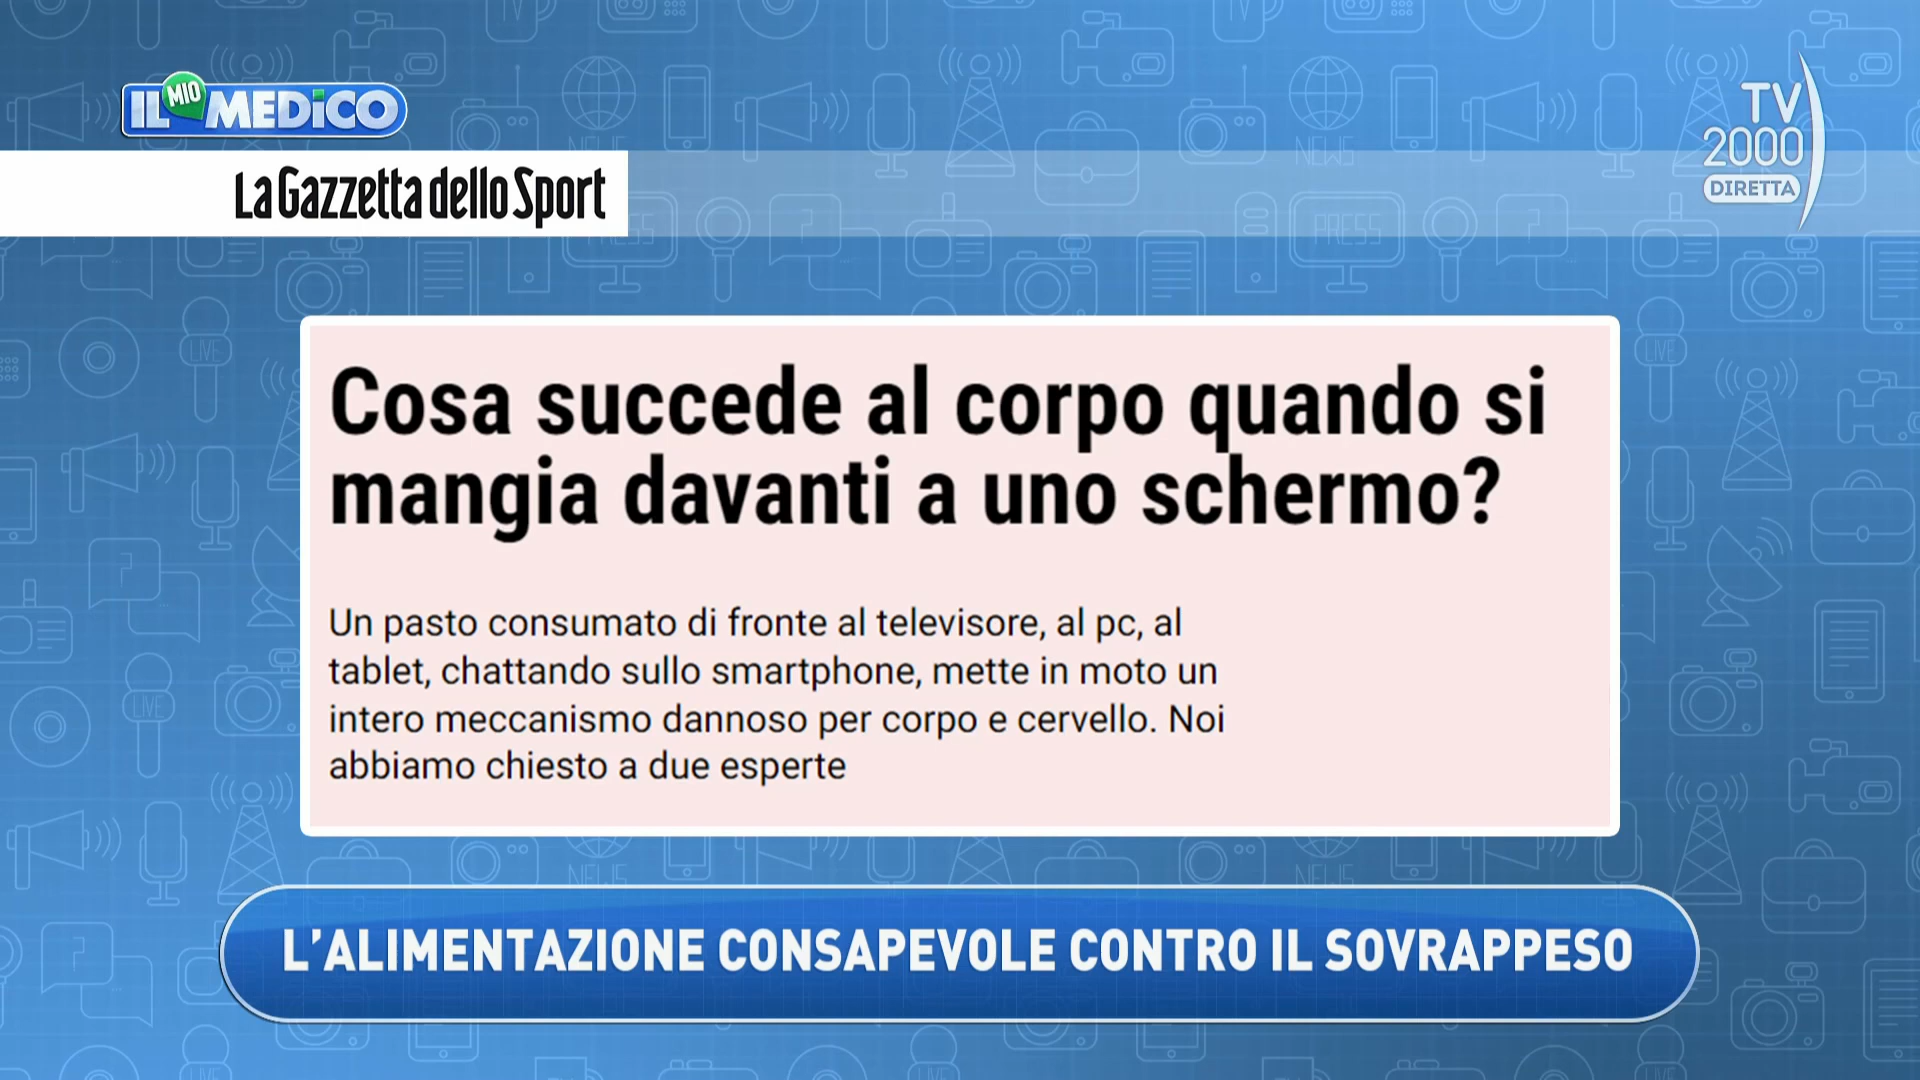 IL MIO MEDICO
TV
2000
DIRETTA
La Gazzetta dello Sport
Cosa succede al corpo quando si
mangia davanti a uno schermo?
Un pasto consumato di fronte al televisore, al pc, al
tablet, chattando sullo smartphone, mette in moto un
intero meccanismo dannoso per corpo e cervello. Noi
abbiamo chiesto a due esperte
L'ALIMENTAZIONE CONSAPEVOLE CONTRO IL SOVRAPPESO